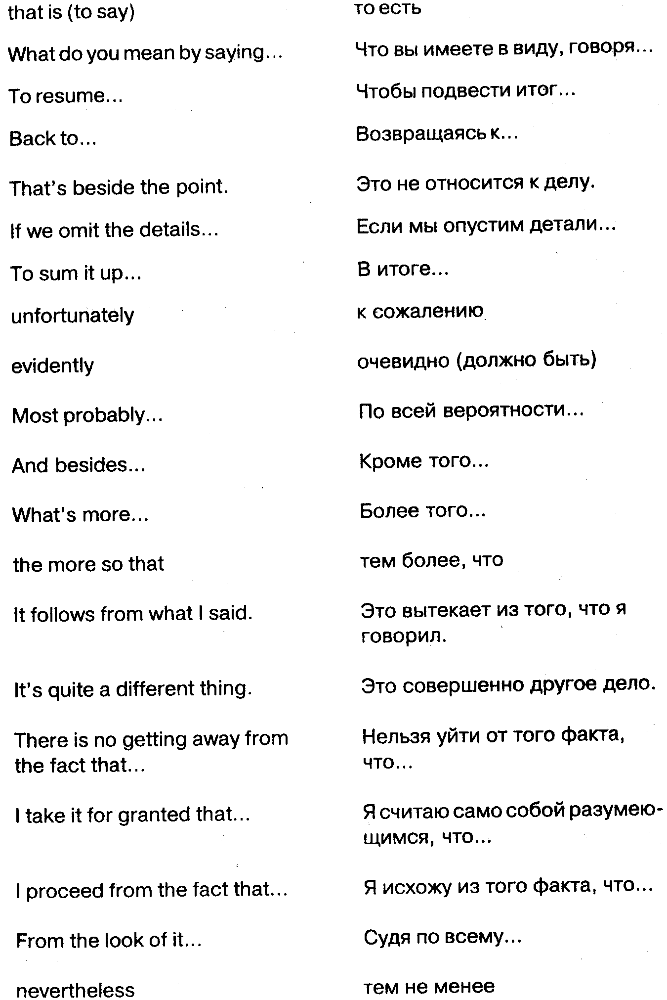 that is (to say) то есть
What do you mean by saying... Что вы имеете в виду, говоря...
To resume... Чтобы подвести итог...
Back to... Возвращаясь к...
That's beside the point. Это не относится к делу.
If we omit the details... Если мы опустим детали...
To sum it up... В итоге...
unfortunately к сожалению
evidently очевидно (должно быть)
Most probably... По всей вероятности...
And besides... Кроме того...
What's more... Более того...
the more so that тем более, что
It follows from what I said. Это вытекает из того, что я
говорил.
It's quite a different thing. Это совершенно другое дело.
There is no getting away from Нельзя уйти от того факта,
the fact that... что...
I take it for granted that... Я считаю само собой разумею-
щимся, что...
I proceed from the fact that... Я исхожу из того факта, что...
From the look of it... Судя по всему...
nevertheless тем не менее